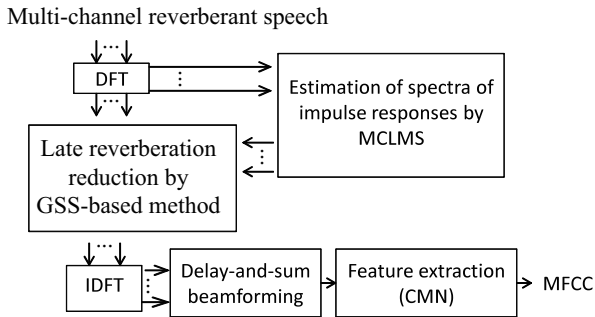 Multi-channel reverberant speech
DFT
Estimation of spectra of
impulse responses by
MCLMS
Late reverberation
reduction by
GSS-based method
IDFT
Delay-and-sum
beamforming
Feature extraction
(CMN)
MFCC